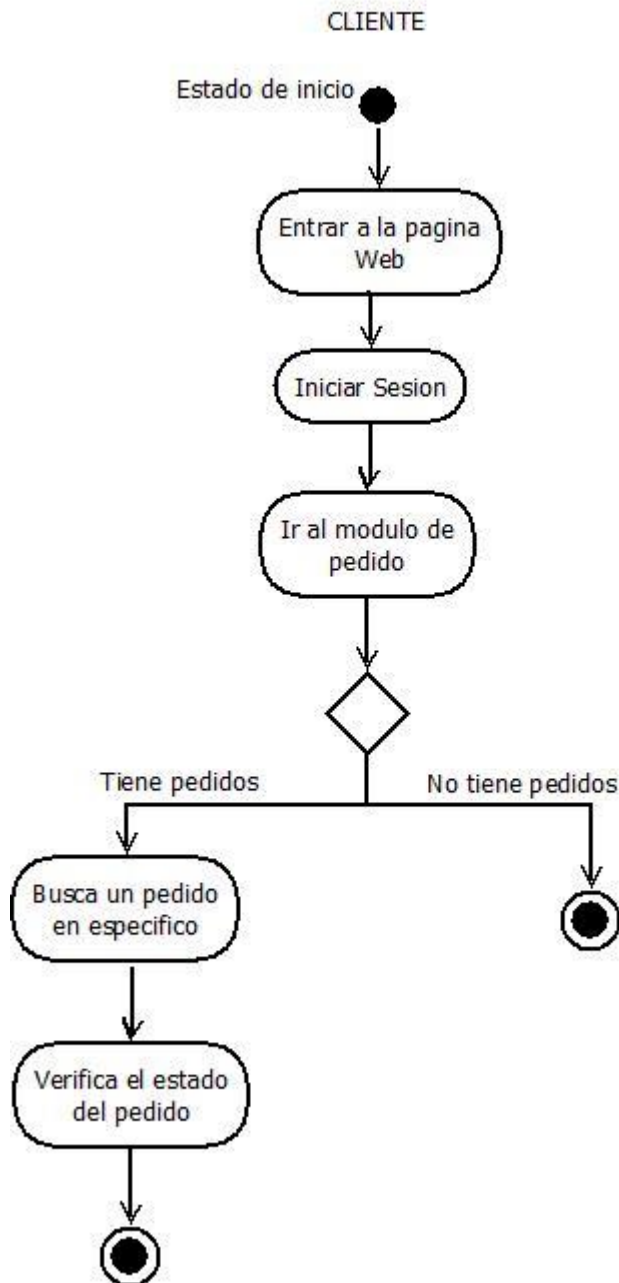 CLIENTE
Estado de inicio
Entrar a la pagina
Web
Iniciar Sesion
Ir al modulo de
pedido
Tiene pedidos
No tiene pedidos
Busca un pedido
en especifico
Verifica el estado
del pedido